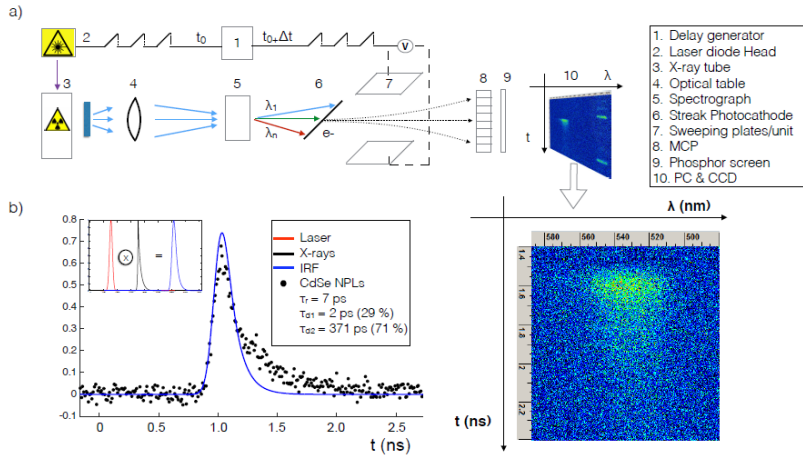 a)
2
t0
1
t0+Δt
V
3
4
5
6
7
8
9
10
λ
λ1
λn
e-
t
1. Delay generator
2. Laser diode Head
3. X-ray tube
4. Optical table
5. Spectrograph
6. Streak Photocathode
7. Sweeping plates/unit
8. MCP
9. Phosphor screen
10. PC & CCD
b)
0.8
0.7
0.6
0.5
0.4
0.3
0.2
0.1
0
-0.1
X
=
Laser
X-rays
IRF
CdSe NPLs
τr = 7 ps
τd1 = 2 ps (29 %)
τd2 = 371 ps (71 %)
0
0.5
1.0
1.5
2.0
2.5
t (ns)
λ (nm)
580
560
540
520
500
1.4
1.6
1.8
2
2.2
t (ns)